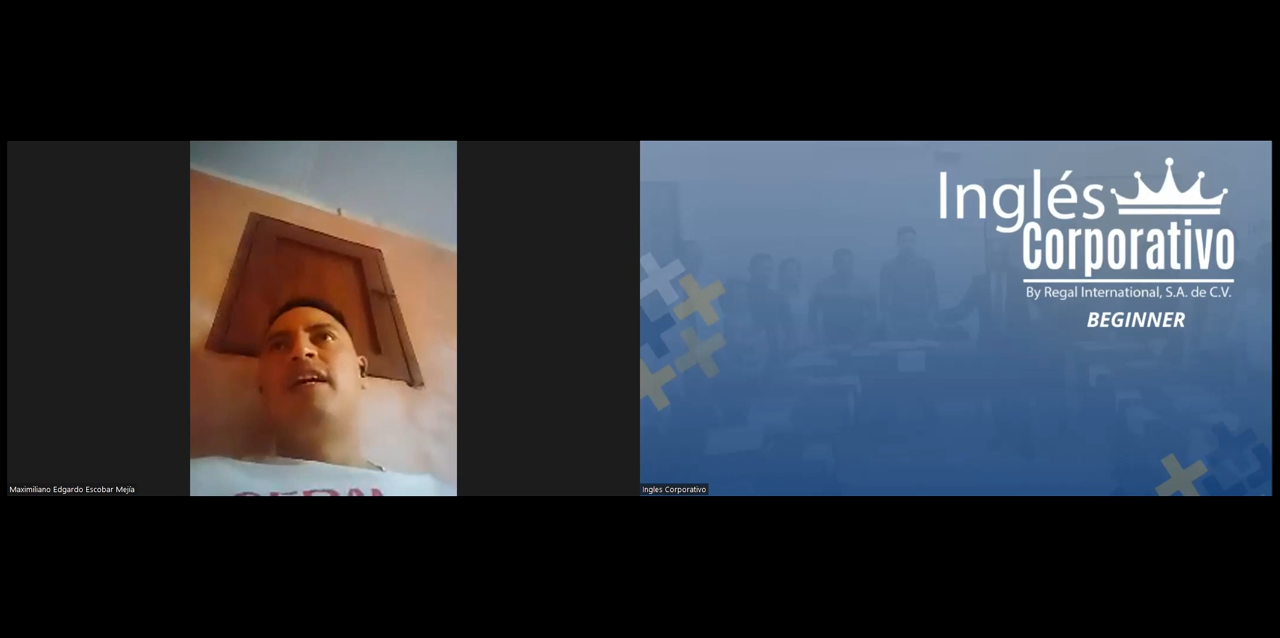 Inglés
Corporativo
By Regal International, S.A. de C.V.
BEGINNER
Maximiliano Edgardo Escobar Mejía
Ingles Corporativo